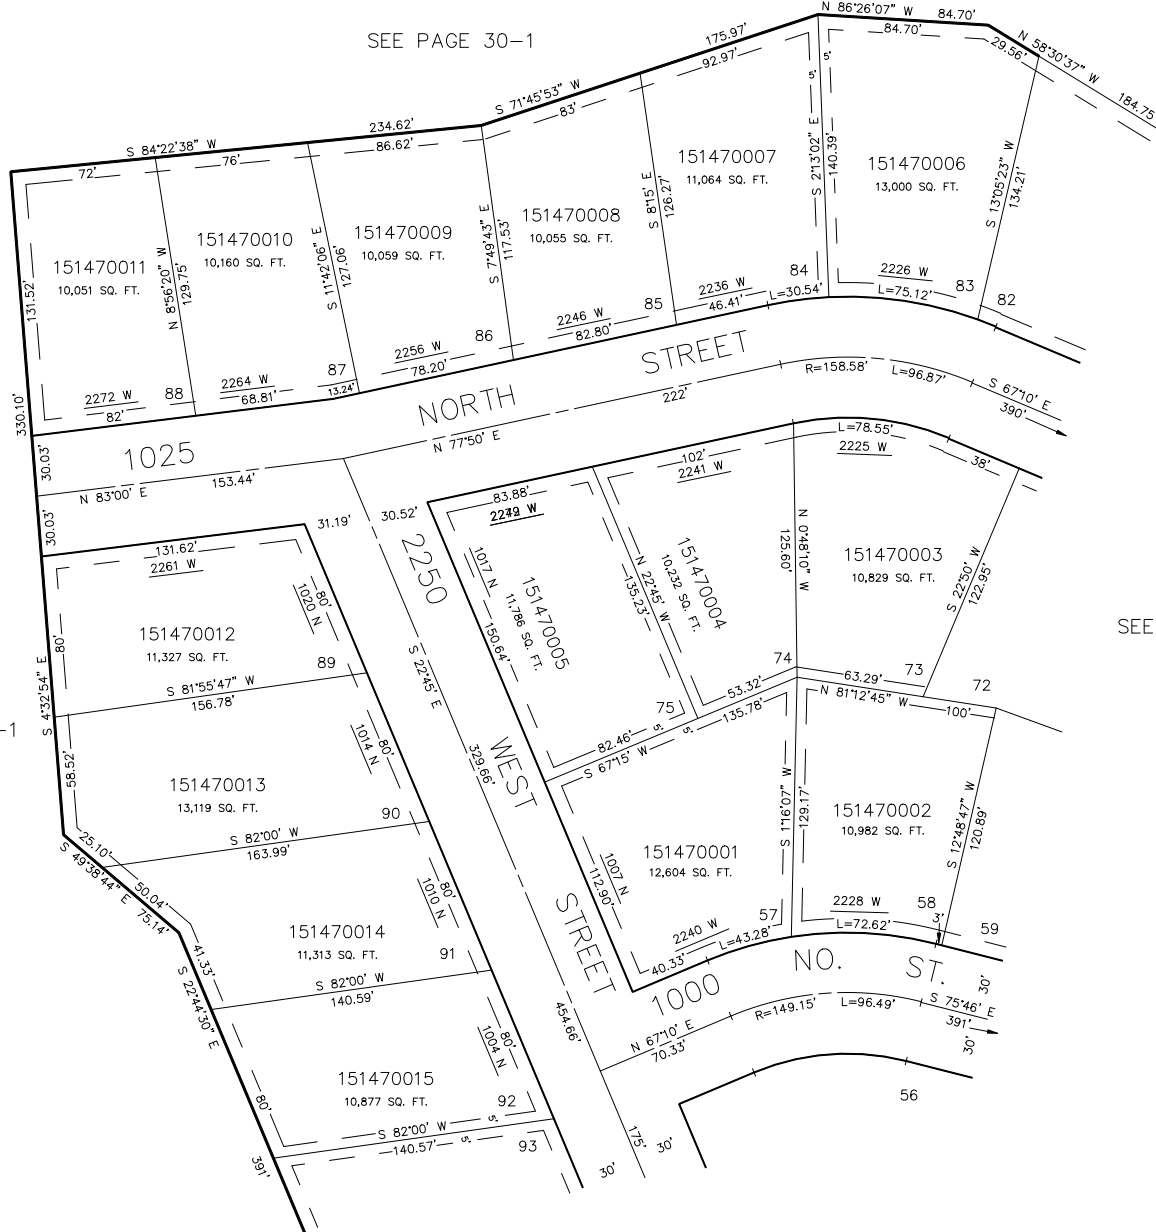 SEE PAGE 30-1
N 86°26'07" W 84.70'
84.70'
N 58°30'37" W
184.75
29.56'
175.97'
92.97'
S 71°45'53" W
83'
234.62'
86.62'
S 84°22'38" W
76'
72'
151470011
10,051 SQ. FT.
131.52'
N 8°56'20" W
129.75'
2272 W
82'
88
151470010
10,160 SQ. FT.
2264 W
68.81'
87
S 11°42'06" E
127.06'
13.24'
151470009
10,059 SQ. FT.
2256 W
78.20'
86
S 7°49'43" E
117.53'
151470008
10,055 SQ. FT.
2246 W
82.80'
85
S 8°15' E
126.27'
151470007
11,064 SQ. FT.
2236 W
46.41'
L=30.54'
84
5'
5'
S 2°13'02" E
140.39'
151470006
13,000 SQ. FT.
2226 W
L=75.12'
83
82
S 13°05'23" W
134.21'
330.10'
30.03'
30.03'
1025
NORTH
STREET
N 83°00' E
153.44'
N 77°50' E
222'
R=158.58'
L=96.87'
S 67°10' E
390'
31.19'
30.52'
131.62'
2261 W
1020 N
80'
80'
151470012
11,327 SQ. FT.
89
S 81°55'47" W
156.78'
S 4°32'54" E
58.52'
-1
151470013
13,119 SQ. FT.
1014 N
80'
90
S 82°00' W
163.99'
25.10'
S 49°38'44" E
75.14'
50.04'
151470014
11,313 SQ. FT.
1010 N
80'
91
41.33'
S 82°00' W
140.59'
S 22°44'30" E
151470015
10,877 SQ. FT.
1004 N
80'
92
80'
S 82°00' W
5'
140.57'
5'
93
391'
2250
WEST
STREET
S 22°45' E
329.66'
454.66'
175'
30'
30'
83.88'
1017 N
150.64'
151470005
11,786 SQ. FT.
75
82.46'
5'
5'
S 67°15' W
135.78'
N 22°45' W
135.23'
102'
2241 W
151470004
10,232 SQ. FT.
53.32'
74
N 0°48'10" W
125.60'
L=78.55'
2225 W
38'
151470003
10,829 SQ. FT.
S 22°50' W
122.95'
SEE
63.29'
73
72
N 81°12'45" W
100'
151470001
12,604 SQ. FT.
1007 N
112.90'
2240 W
40.33'
L=43.28'
57
S 1°16'07" W
129.17'
151470002
10,982 SQ. FT.
2228 W
L=72.62'
58
3'
59
S 12°48'47" W
120.89'
1000
NO.
ST.
N 67°10' E
70.33'
R=149.15'
L=96.49'
S 75°46' E
391'
30'
30'
56